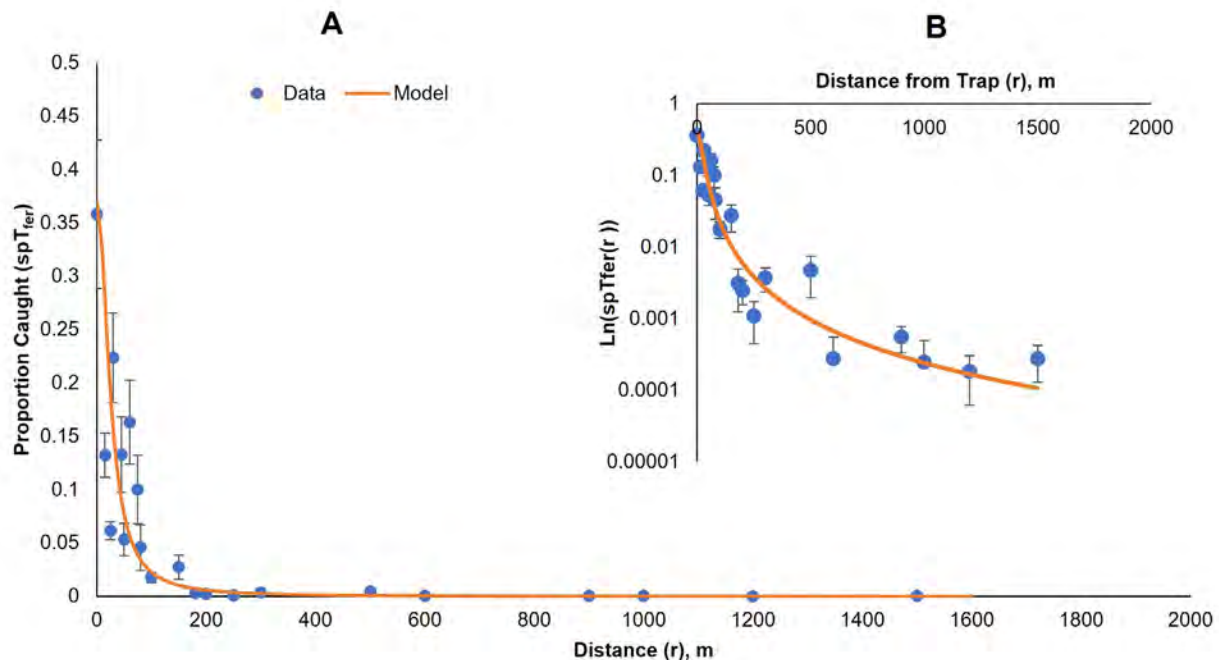 A
0.5
0.45
0.4
0.35
0.3
0.25
0.2
0.15
0.1
0.05
0
Proportion Caught (spTfer)
Data Model
0 200 400 600 800 1000 1200 1400 1600 1800 2000
Distance (r), m
B
Distance from Trap (r), m
0 500 1000 1500 2000
1
0.1
0.01
0.001
0.0001
0.00001
Ln(spTfer(r ))